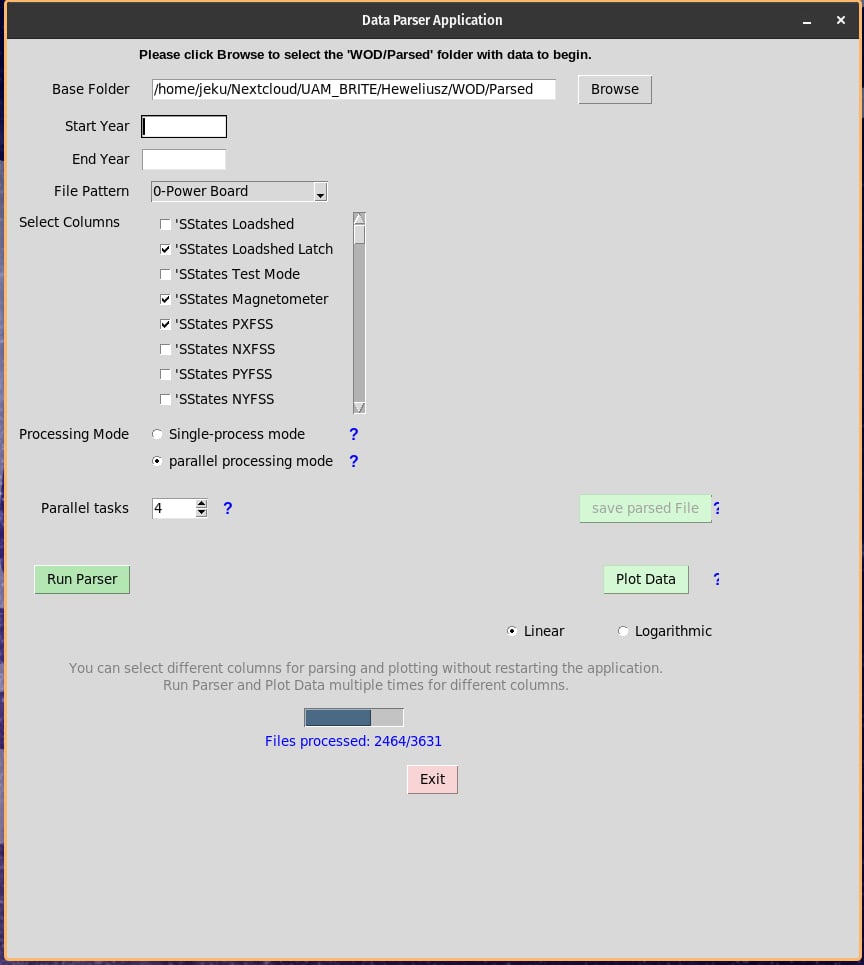 Data Parser Application
Please click Browse to select the 'WOD/Parsed' folder with data to begin.
Base Folder /home/jeku/Nextcloud/UAM_BRITE/Heweliusz/WOD/Parsed Browse
Start Year
End Year
File Pattern 0-Power Board
Select Columns 'SStates Loadshed
'SStates Loadshed Latch
'SStates Test Mode
'SStates Magnetometer
'SStates PXFSS
'SStates NXFSS
'SStates PYFSS
'SStates NYFSS
Processing Mode Single-process mode ?
parallel processing mode ?
Parallel tasks 4 ? save parsed File ?
Run Parser Plot Data ?
Linear Logarithmic
You can select different columns for parsing and plotting without restarting the application.
Run Parser and Plot Data multiple times for different columns.
Files processed: 2464/3631
Exit